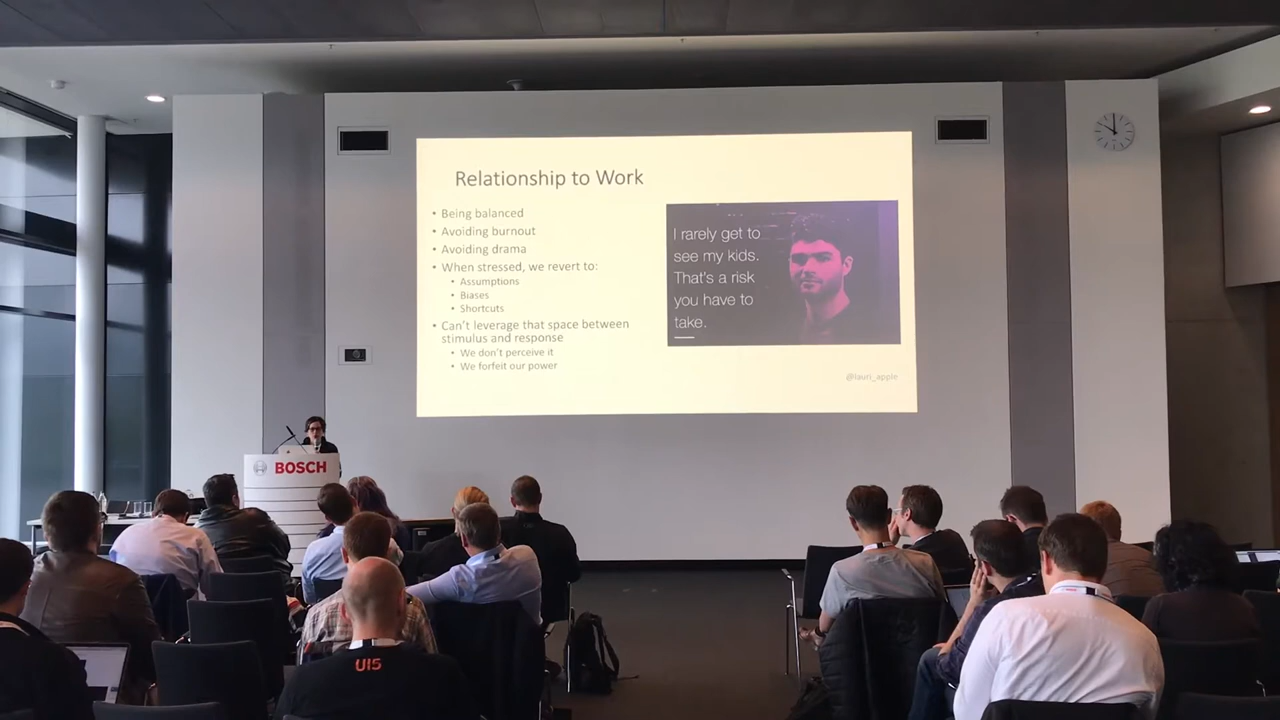 Relationship to Work
• Being balanced
• Avoiding burnout
• Avoiding drama
• When stressed, we revert to:
• Assumptions
• Biases
• Shortcuts
• Can't leverage that space between
stimulus and response
• We don't perceive it
• We forfeit our power
I rarely get to
see my kids.
That's a risk
you have to
take.
@lauri_apple
BOSCH
UIS